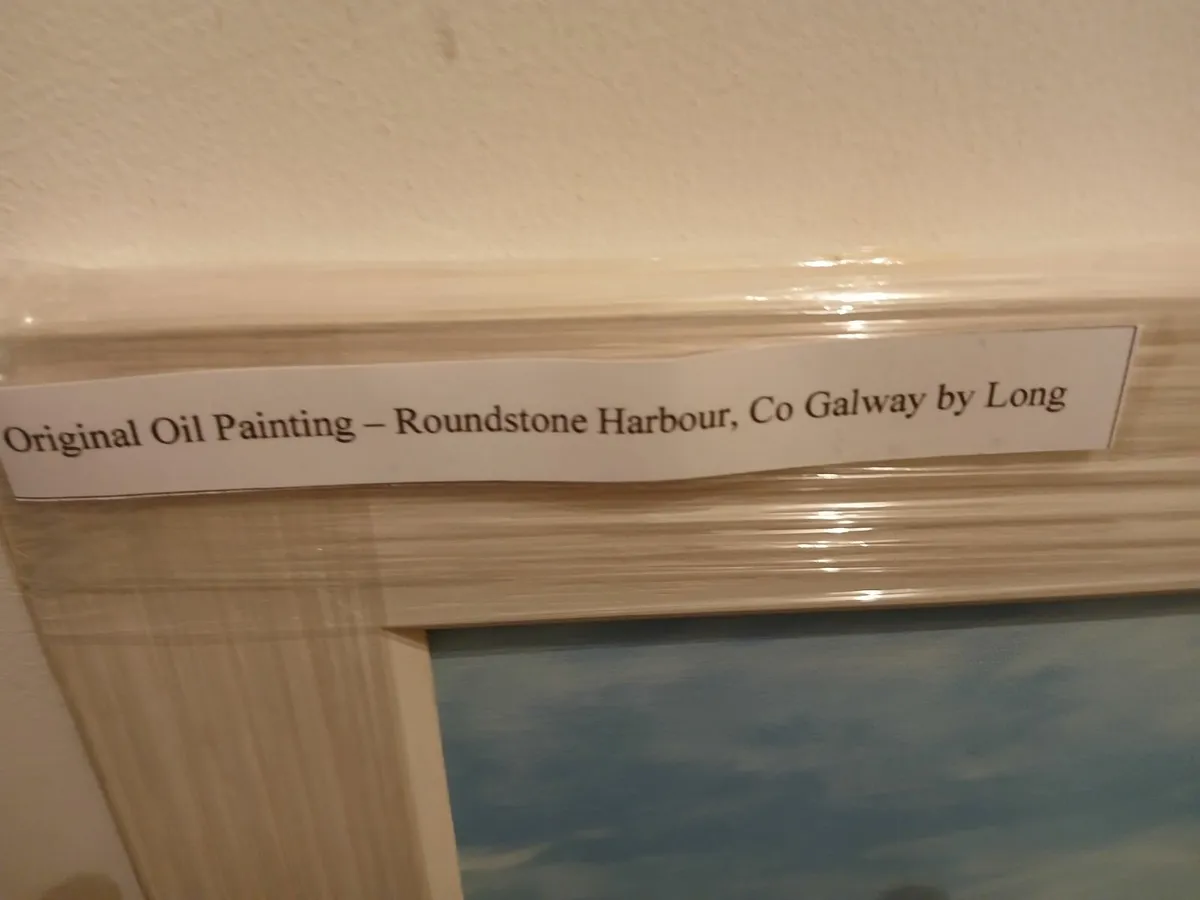 Original Oil Painting – Roundstone Harbour, Co Galway by Long